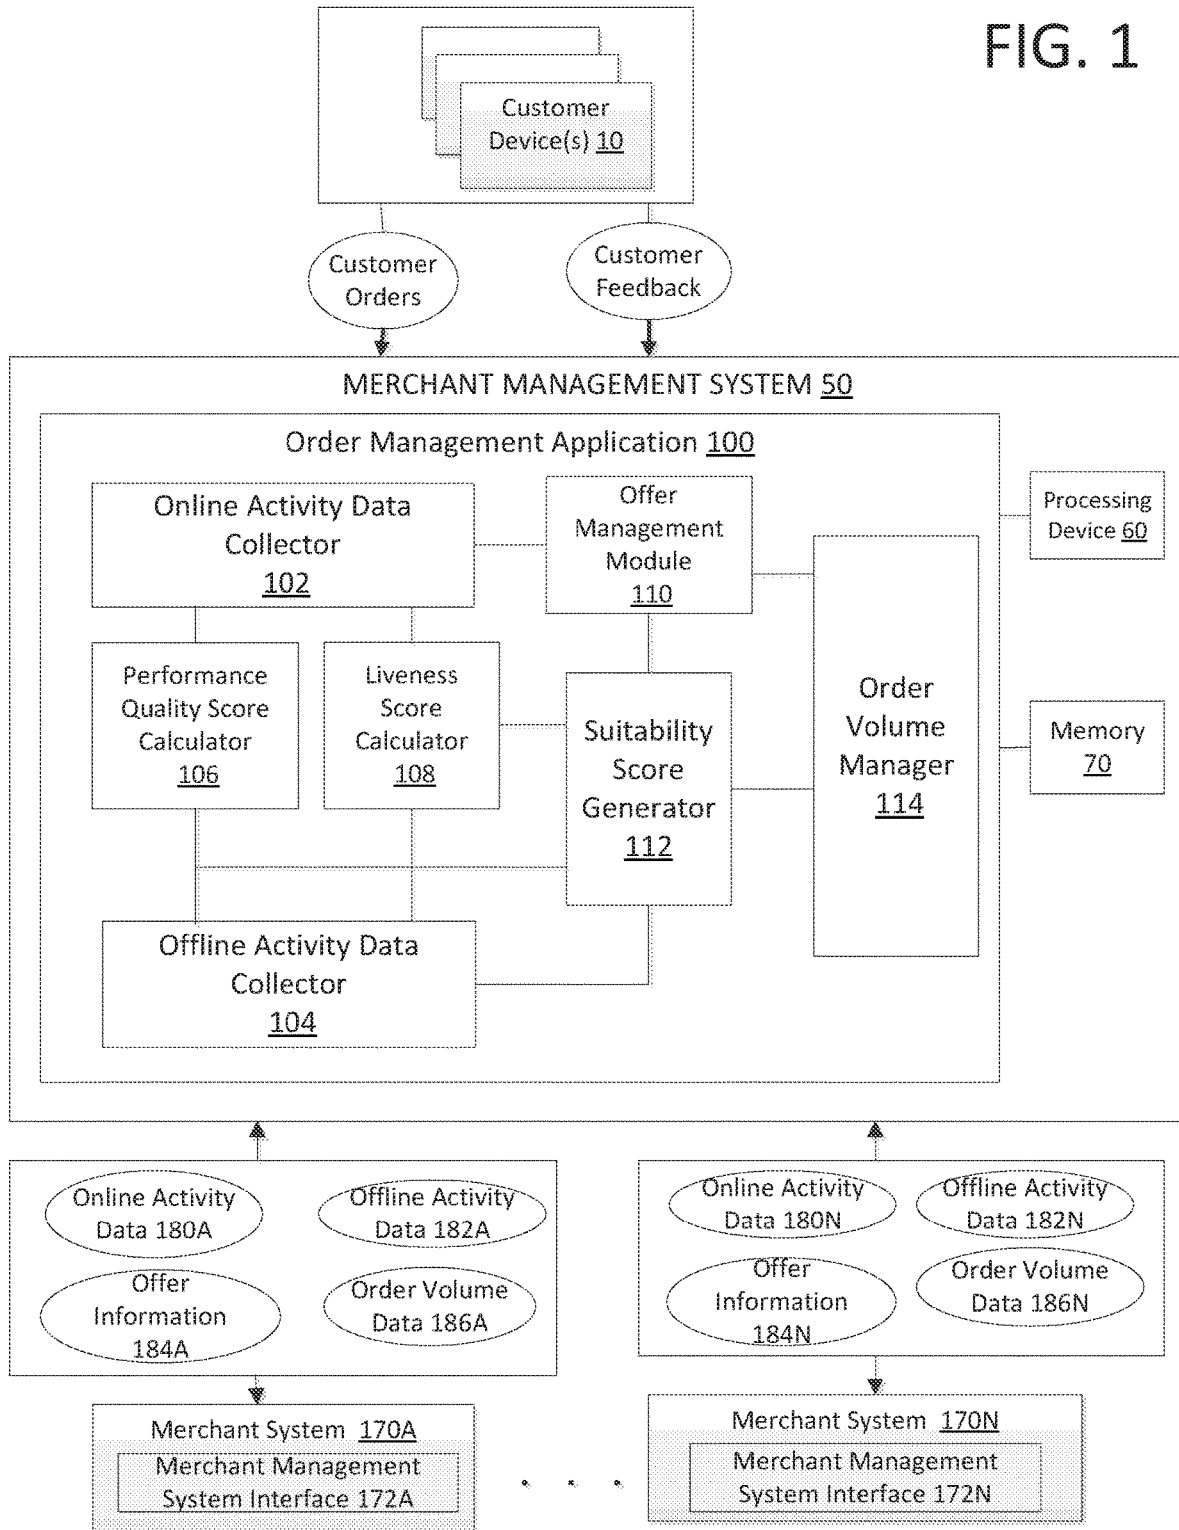 FIG. 1
Customer
Device(s) 10
Customer
Orders
Customer
Feedback
MERCHANT MANAGEMENT SYSTEM 50
Order Management Application 100
Online Activity Data
Collector
102
Offer
Management
Module
110
Processing
Device 60
Performance
Quality Score
Calculator
106
Liveness
Score
Calculator
108
Suitability
Score
Generator
112
Order
Volume
Manager
114
Memory
70
Offline Activity Data
Collector
104
Online Activity
Data 180A
Offline Activity
Data 182A
Offer
Information
184A
Order Volume
Data 186A
Online Activity
Data 180N
Offline Activity
Data 182N
Offer
Information
184N
Order Volume
Data 186N
Merchant System 170A
Merchant Management
System Interface 172A
. . .
Merchant System 170N
Merchant Management
System Interface 172N